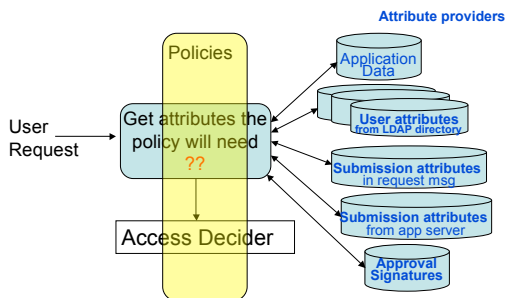 Attribute providers
Policies
Application
Data
User attributes
from LDAP directory
User
Request
Get attributes the
policy will need
??
Submission attributes
in request msg
Access Decider
Submission attributes
from app server
Approval
Signatures